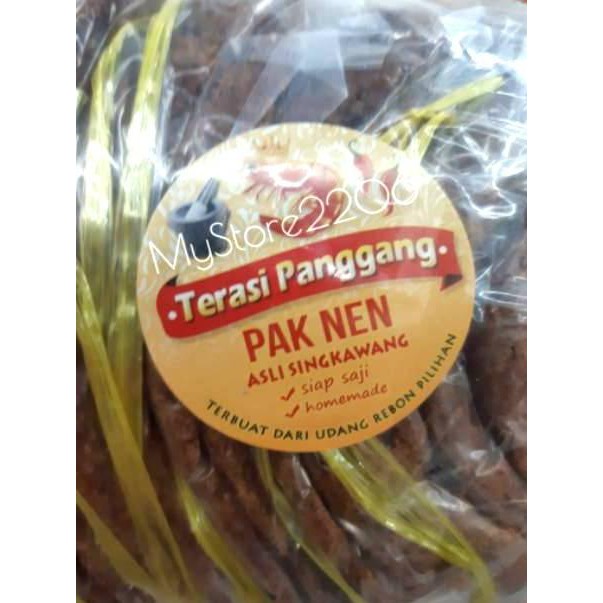 MyStore2206
Terasi Panggang
PAK NEN
ASLI SINGKAWANG
siap saji
homemade
TERBUAT DARI UDANG REBON PILIHAN